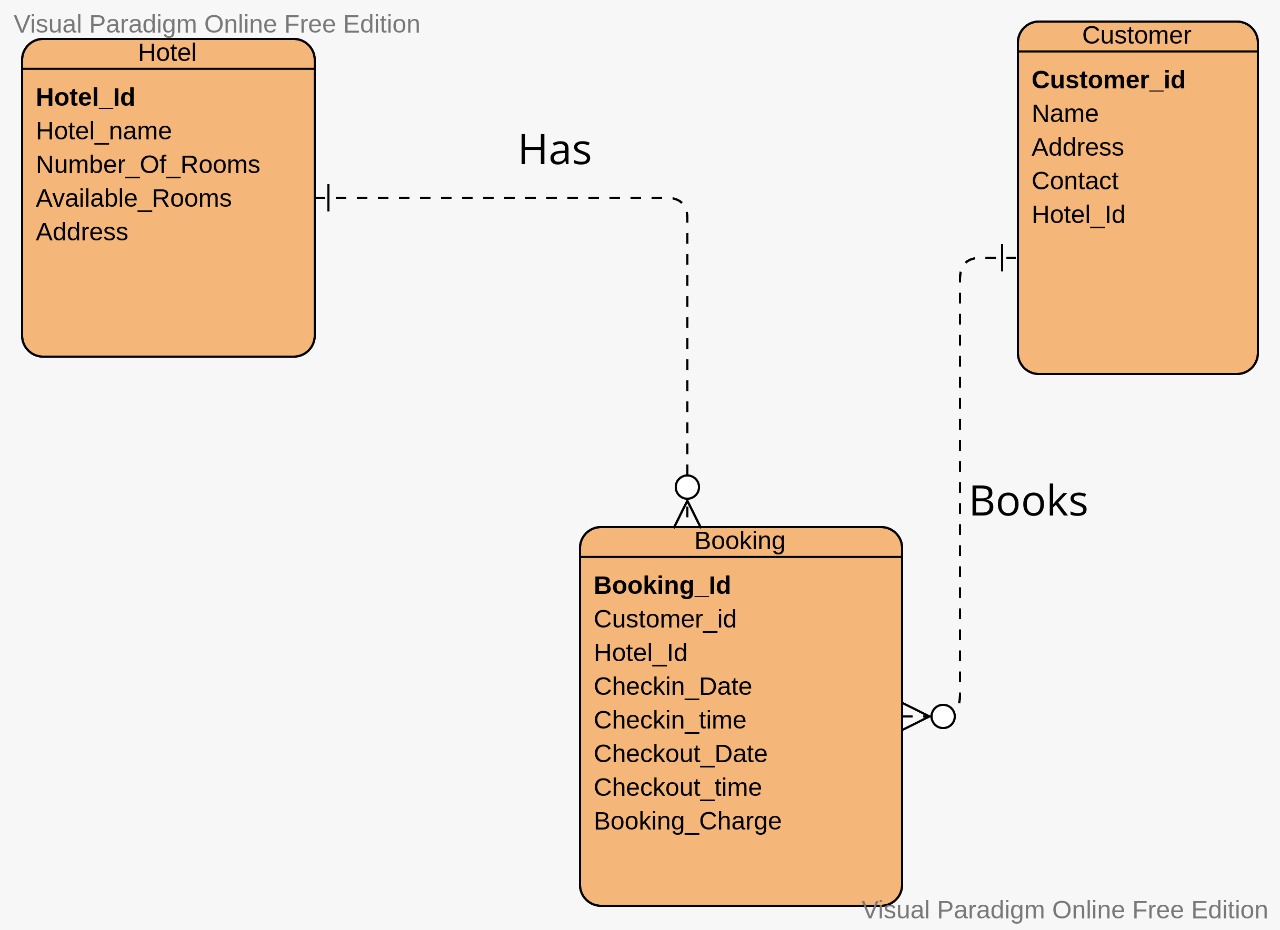 Visual Paradigm Online Free Edition
Hotel
Hotel_Id
Hotel_name
Number_Of_Rooms
Available_Rooms
Address
Has
Customer
Customer_id
Name
Address
Contact
Hotel_Id
Books
Booking
Booking_Id
Customer_id
Hotel_Id
Checkin_Date
Checkin_time
Checkout_Date
Checkout_time
Booking_Charge
Visual Paradigm Online Free Edition